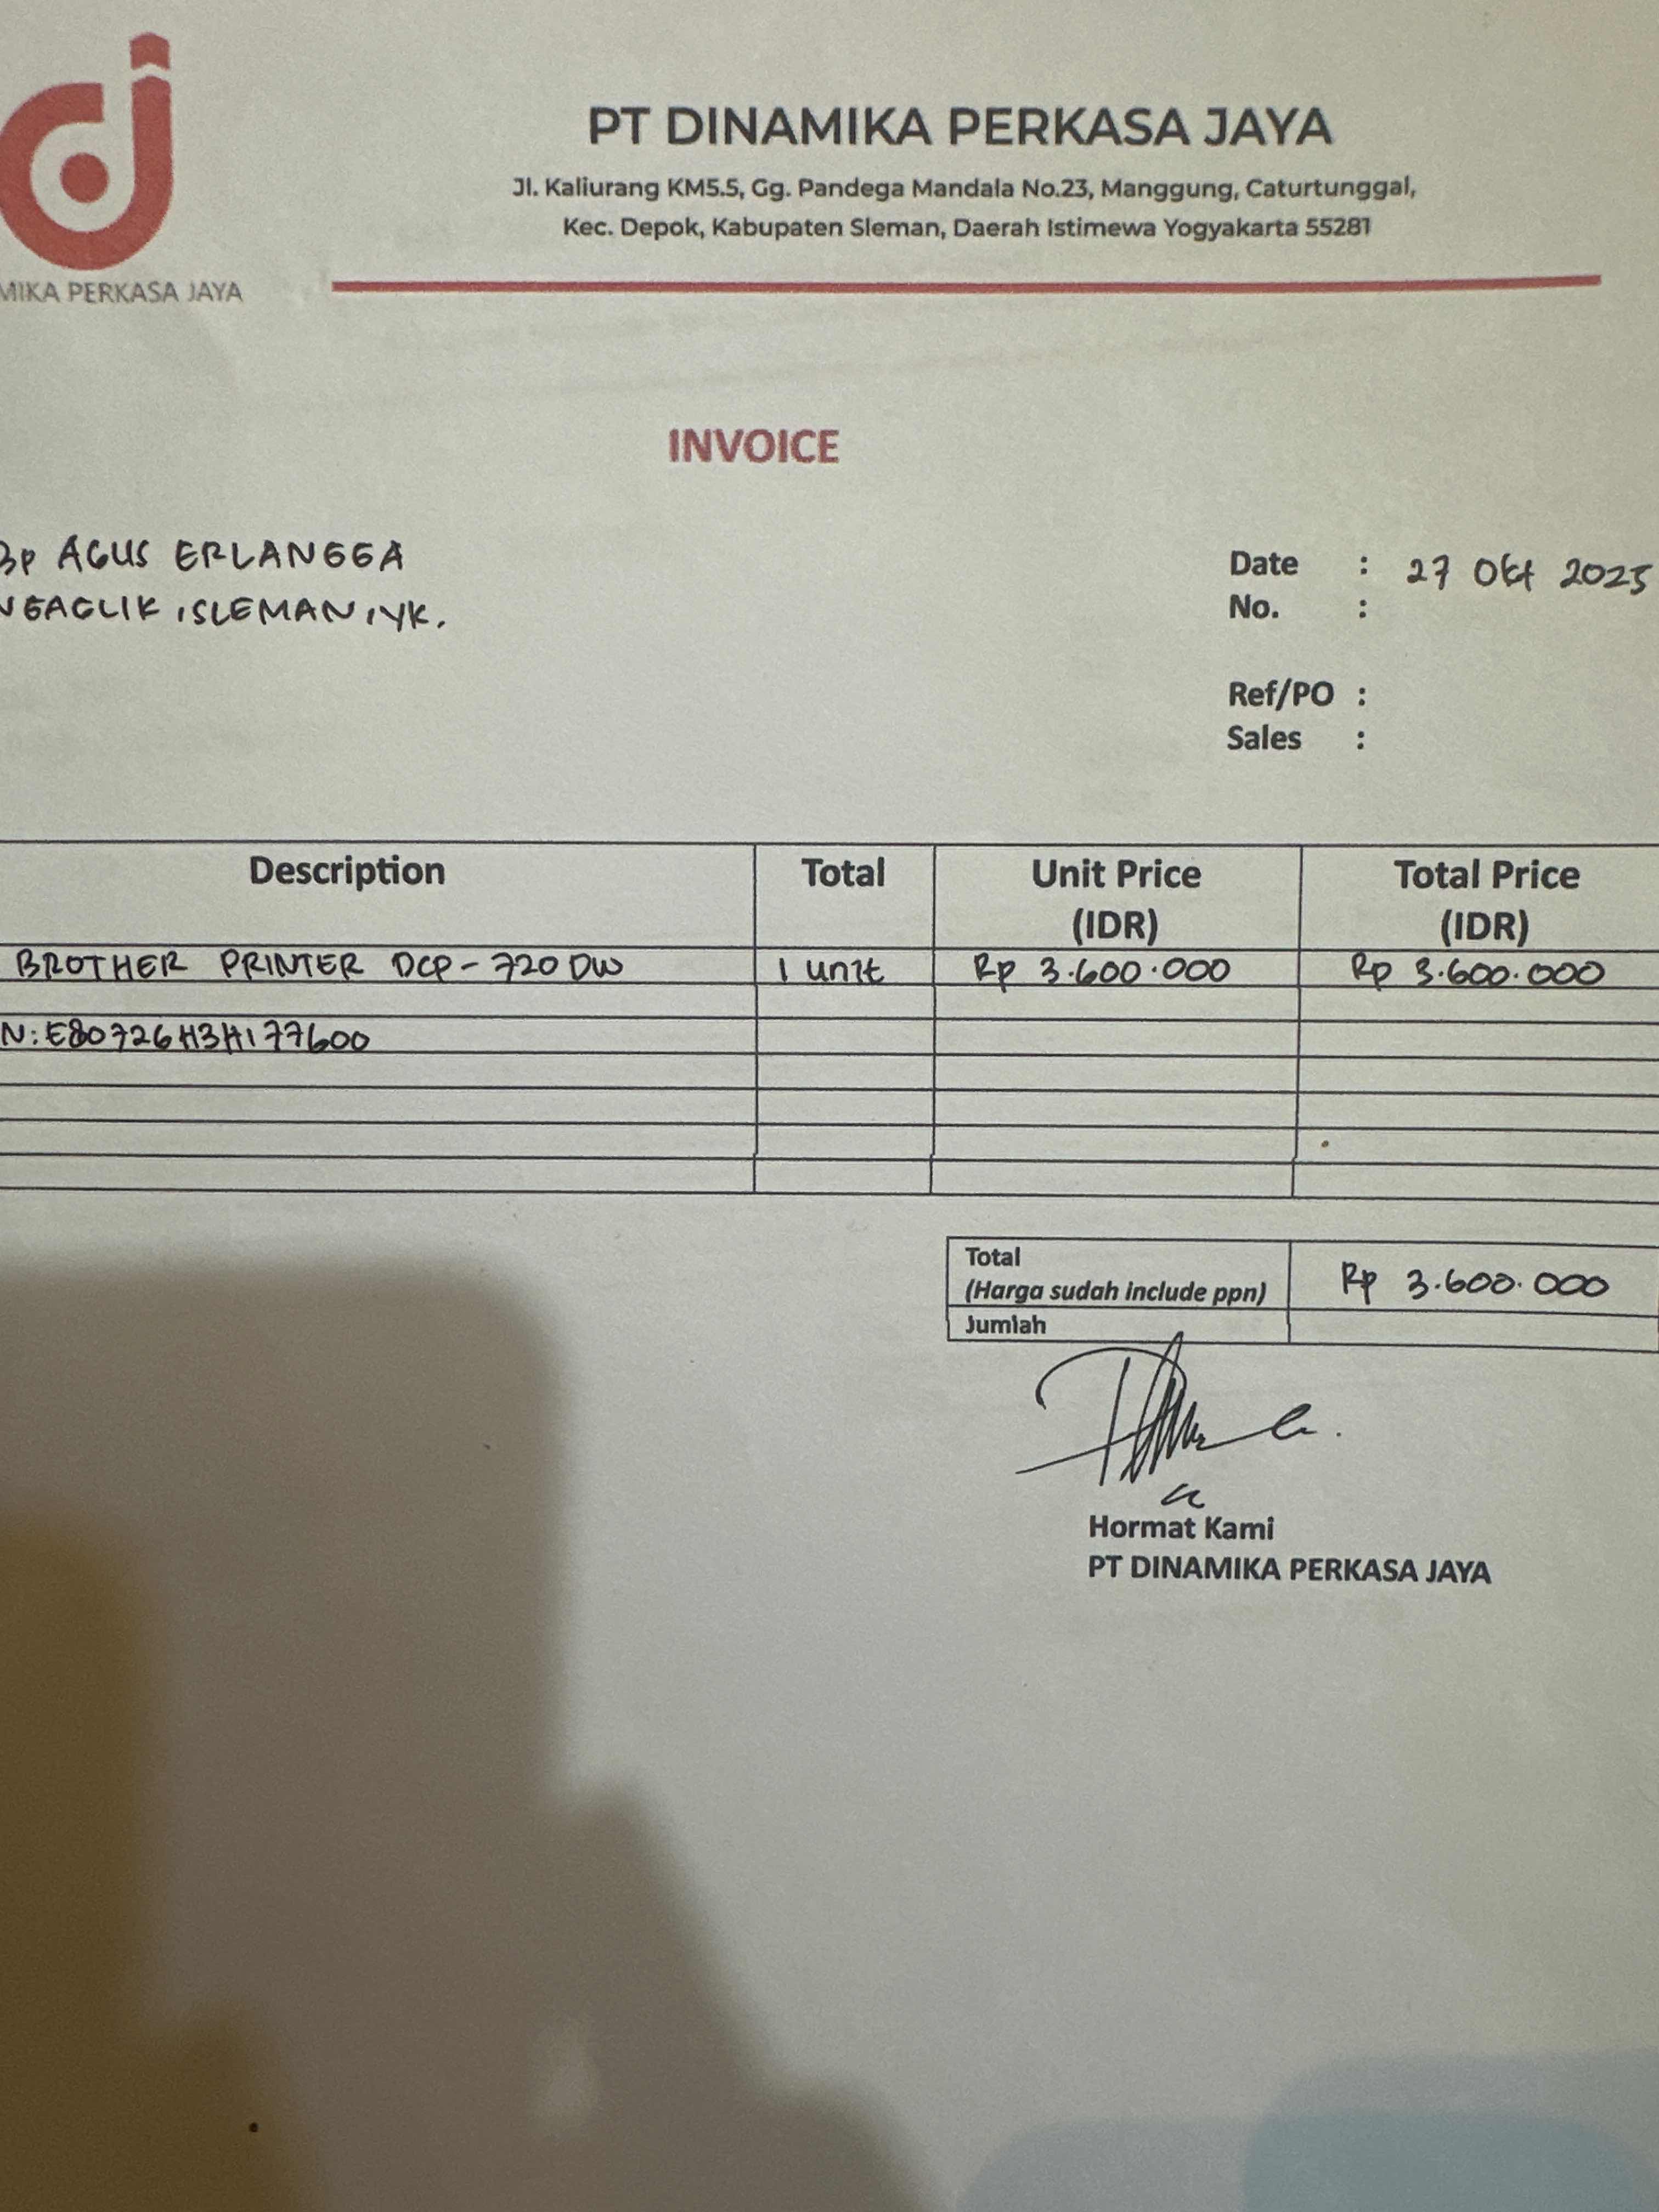 PT DINAMIKA PERKASA JAYA
Jl. Kaliurang KM5.5, Gg. Pandega Mandala No.23, Manggung, Caturtunggal,
Kec. Depok, Kabupaten Sleman, Daerah Istimewa Yogyakarta 55281
MIKA PERKASA JAYA
INVOICE
Bp AGUS ERLANGGA
NGAGLIK, SLEMAN, YK.
Date : 27 Okt 2025
No. :
Ref/PO :
Sales :
Description Total Unit Price (IDR) Total Price (IDR)
BROTHER PRINTER DCP-720DW 1 unit Rp 3.600.000 Rp 3.600.000
N: E80726H3H177600
Total
(Harga sudah include ppn) Rp 3.600.000
Jumlah
Hormat Kami
PT DINAMIKA PERKASA JAYA